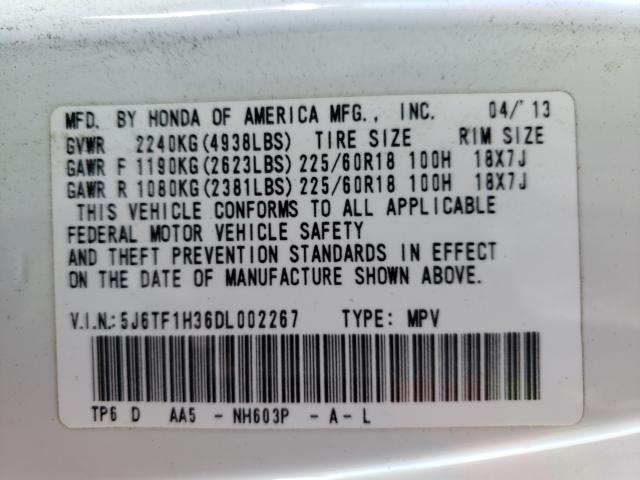 MFD. BY HONDA OF AMERICA MFG., INC. 04/'13
GVWR 2240KG(4938LBS) TIRE SIZE RIM SIZE
GAWR F 1190KG(2623LBS) 225/60R18 100H 18X7J
GAWR R 1080KG(2381LBS) 225/60R18 100H 18X7J
THIS VEHICLE CONFORMS TO ALL APPLICABLE
FEDERAL MOTOR VEHICLE SAFETY
AND THEFT PREVENTION STANDARDS IN EFFECT
ON THE DATE OF MANUFACTURE SHOWN ABOVE.
V.I.N.: 5J6TF1H36DL002267 TYPE: MPV
TP6 D AA5 - NH603P - A - L